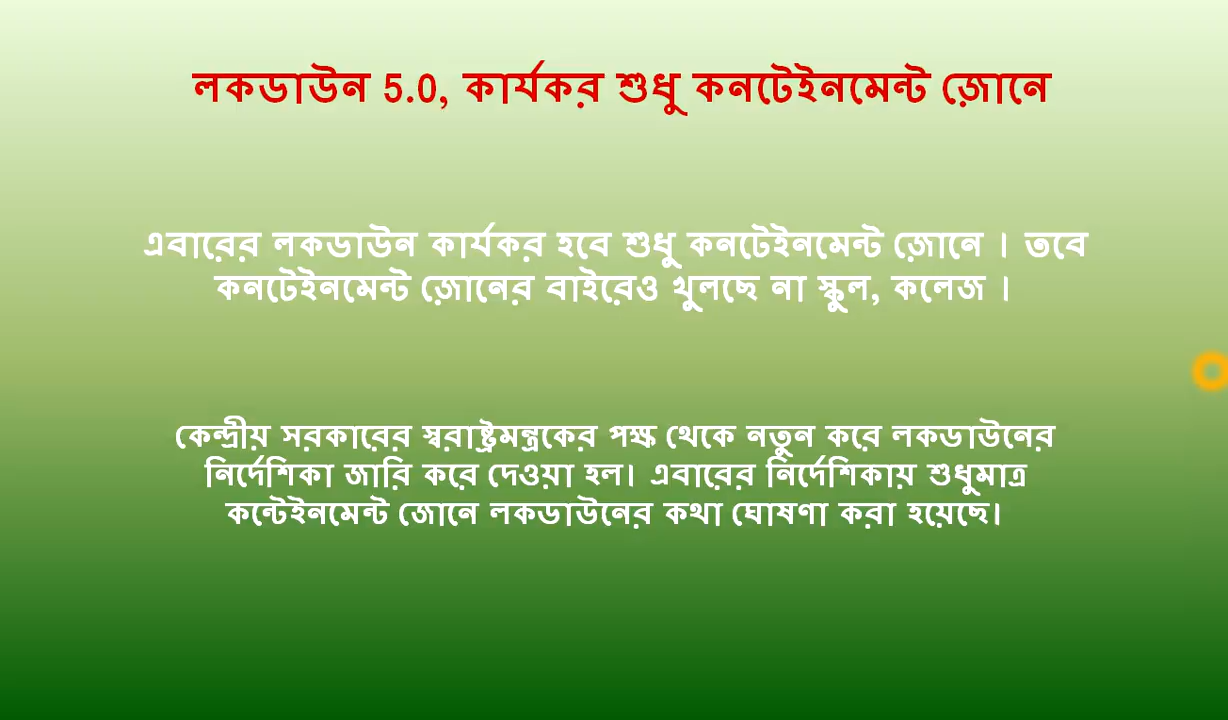 লকডাউন 5.0, কার্যকর শুধু কনটেইনমেন্ট জ়োনে
এবারের লকডাউন কার্যকর হবে শুধু কনটেইনমেন্ট জ়োনে । তবে
কনটেইনমেন্ট জ়োনের বাইরেও খুলছে না স্কুল, কলেজ ।
কেন্দ্রীয় সরকারের স্বরাষ্ট্রমন্ত্রকের পক্ষ থেকে নতুন করে লকডাউনের
নির্দেশিকা জারি করে দেওয়া হল। এবারের নির্দেশিকায় শুধুমাত্র
কন্টেইনমেন্ট জোনে লকডাউনের কথা ঘোষণা করা হয়েছে।